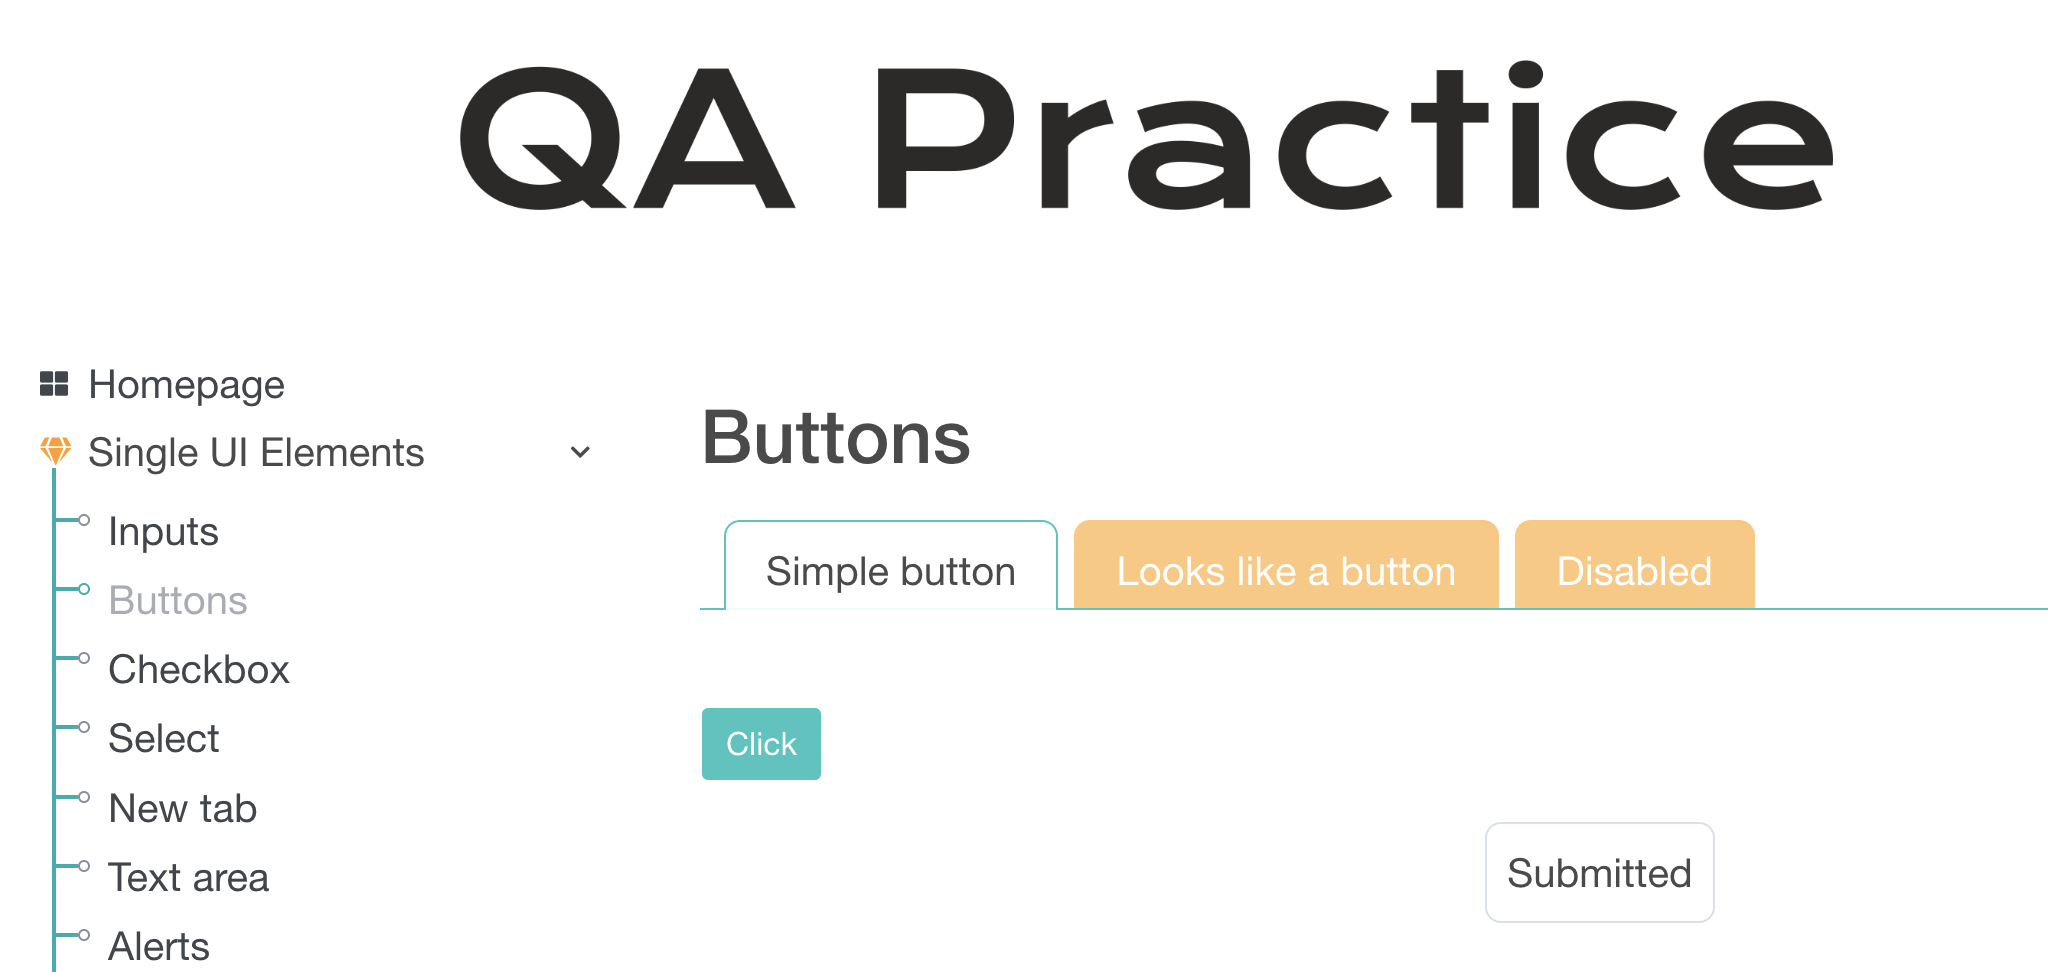 QA Practice
Homepage
Single UI Elements
Inputs
Buttons
Checkbox
Select
New tab
Text area
Alerts
Buttons
Simple button
Looks like a button
Disabled
Click
Submitted